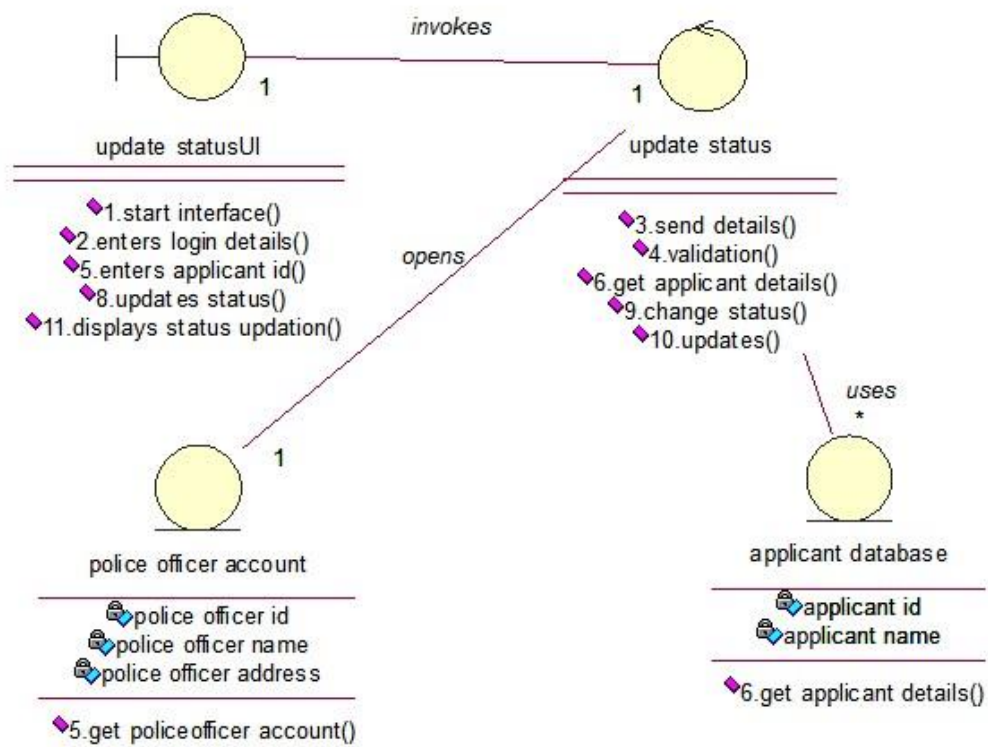 invokes
1
1
update statusUI
1.start interface()
2.enters login details()
5.enters applicant id()
8.updates status()
11.displays status updation()
update status
3.send details()
4.validation()
6.get applicant details()
9.change status()
10.updates()
opens
uses
*
1
police officer account
police officer id
police officer name
police officer address
5.get policeofficer account()
applicant database
applicant id
applicant name
6.get applicant details()